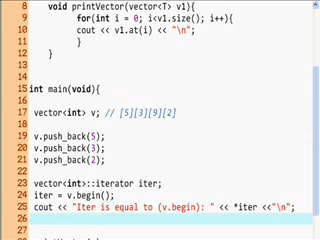 8 void printVector(vector<T> v1){
9 for(int i = 0; i<v1.size(); i++){
10 cout << v1.at(i) << "\n";
11 }
12 }
13
14
15 int main(void){
16
17 vector<int> v; // [5][3][9][2]
18
19 v.push_back(5);
20 v.push_back(3);
21 v.push_back(2);
22
23 vector<int>::iterator iter;
24 iter = v.begin();
25 cout << "Iter is equal to (v.begin): " << *iter <<"\n";
26